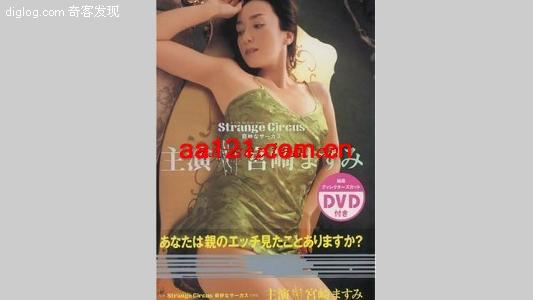 diglog.com 奇客发现
Strange Circus
奇妙なサーカス
主演 宮崎ますみ
aa121.com.cn
DVD
付き
あなたは親のエッチ見たことありますか?
Strange Circus 奇妙なサーカス
主演 宮崎ますみ